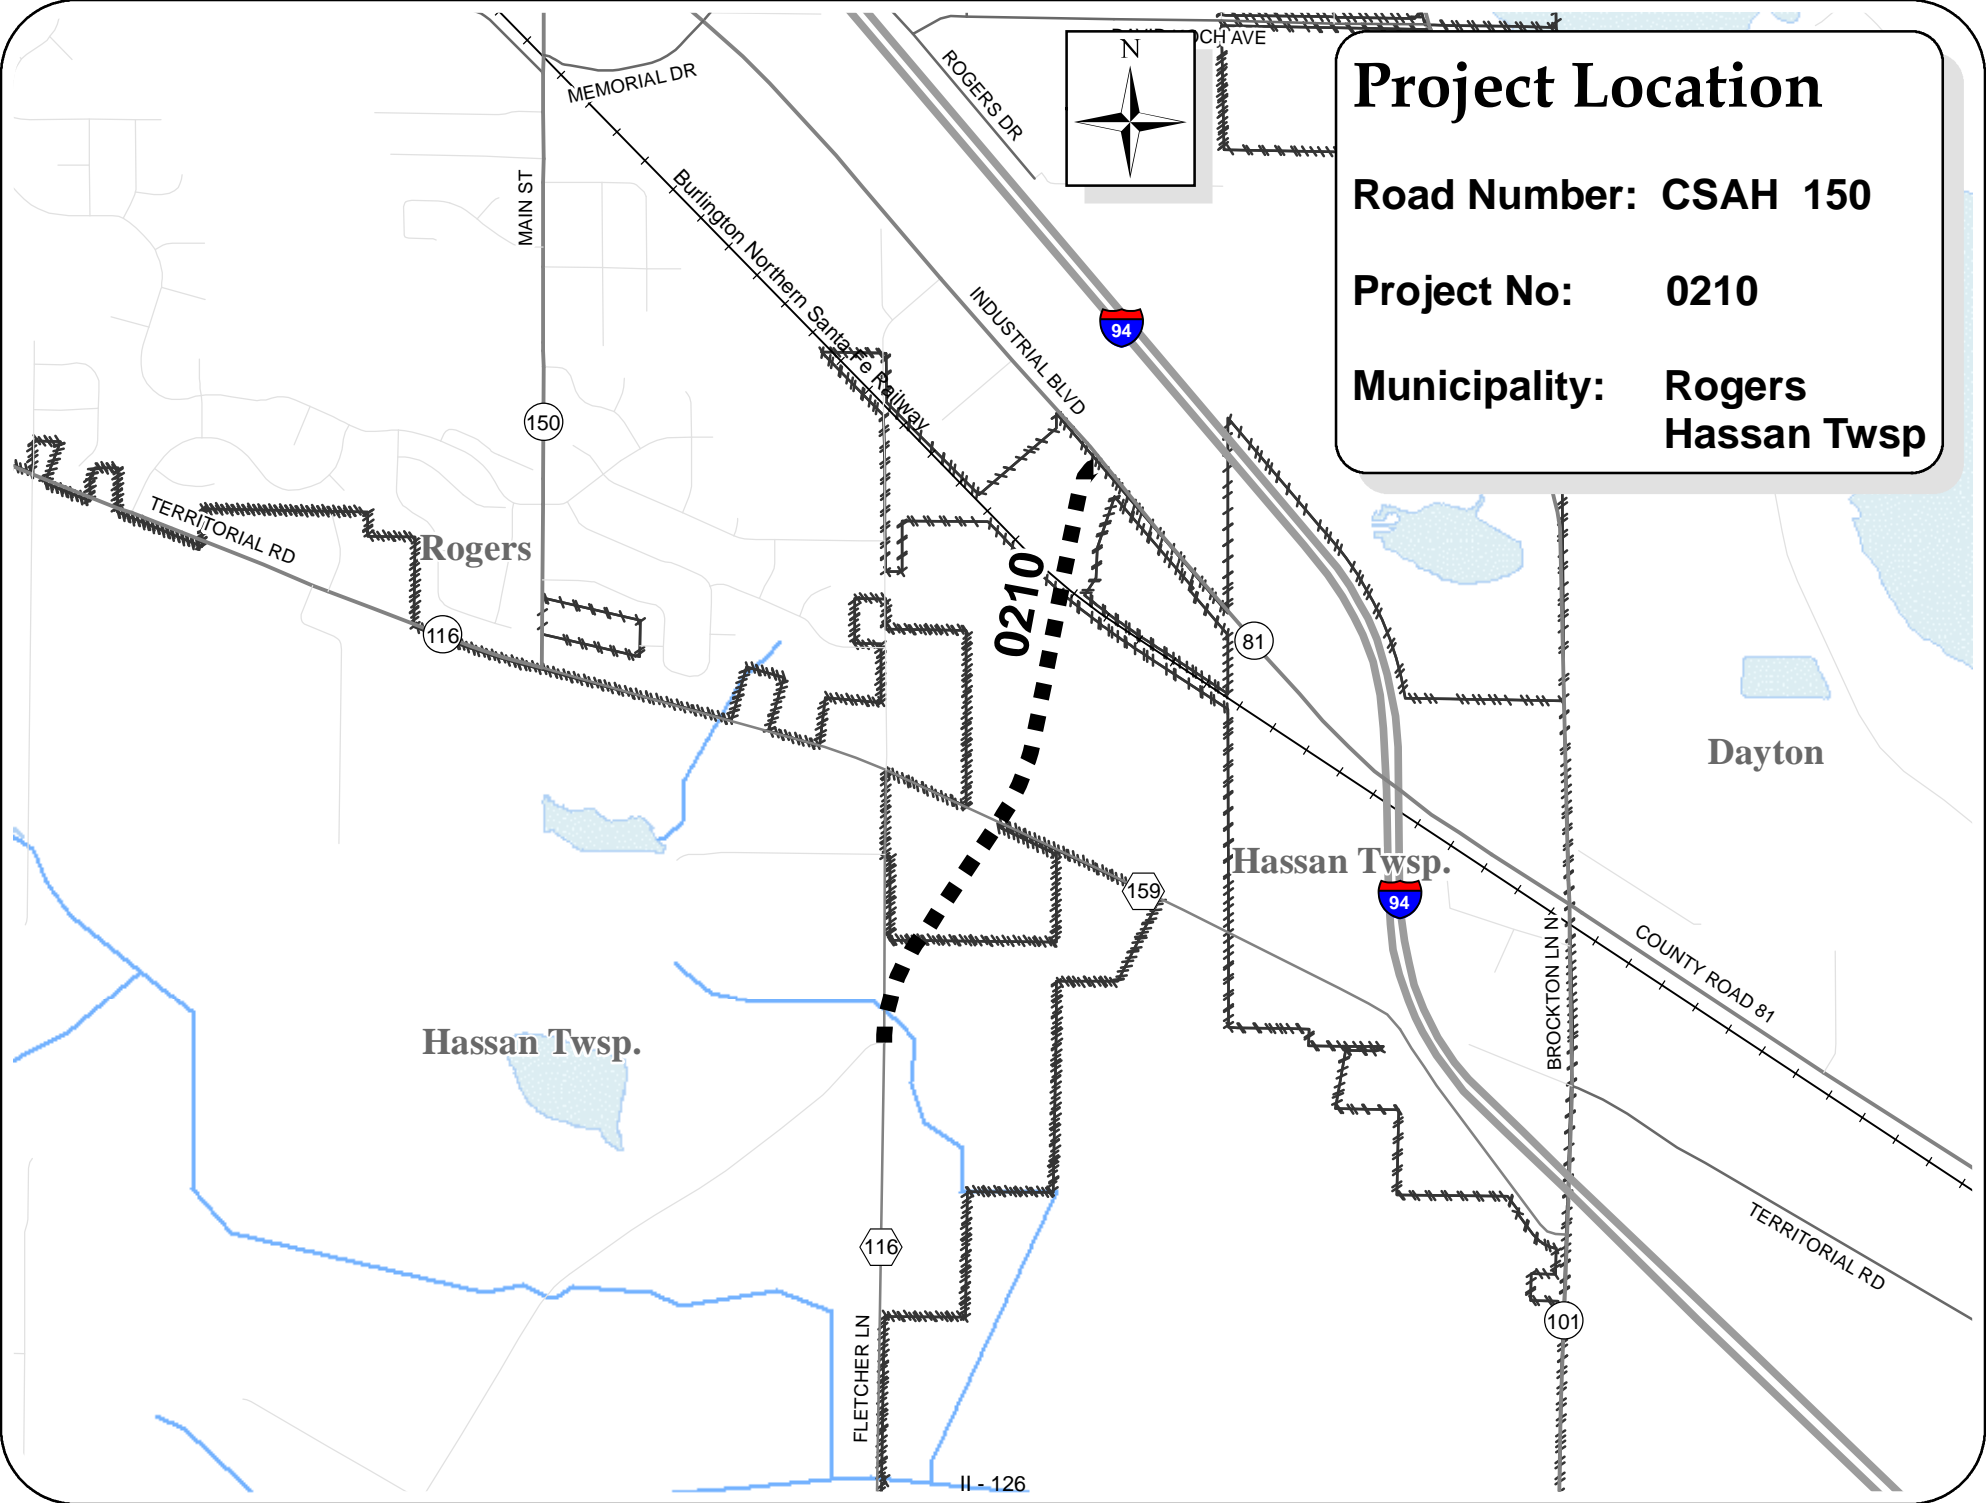 Project Location
Road Number: CSAH 150
Project No: 0210
Municipality: Rogers
Hassan Twsp
N
OCH AVE
ROGERS DR
MEMORIAL DR
MAIN ST
Burlington Northern Santa Fe Railway
INDUSTRIAL BLVD
94
150
TERRITORIAL RD
Rogers
116
0210
81
Dayton
Hassan Twsp.
159
94
BROCKTON LN N
COUNTY ROAD 81
Hassan Twsp.
116
TERRITORIAL RD
101
FLETCHER LN
II - 126